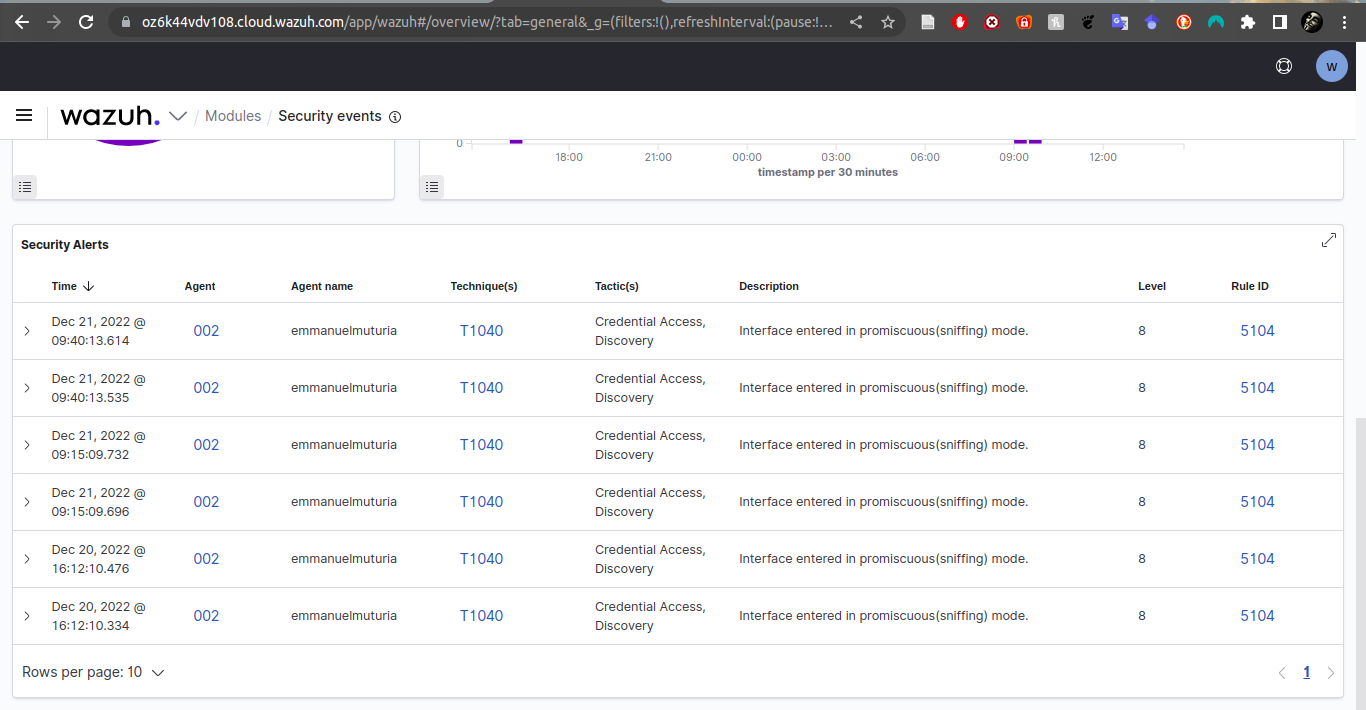 oz6k44vdv108.cloud.wazuh.com/app/wazuh#/overview/?tab=general&_g=(filters:!(),refreshInterval:(pause:!...
W
wazuh. / Modules / Security events
0
18:00 21:00 00:00 03:00 06:00 09:00 12:00
timestamp per 30 minutes
Security Alerts
Time Agent Agent name Technique(s) Tactic(s) Description Level Rule ID
Dec 21, 2022 @ 09:40:13.614 002 emmanuelmuturia T1040 Credential Access, Discovery Interface entered in promiscuous(sniffing) mode. 8 5104
Dec 21, 2022 @ 09:40:13.535 002 emmanuelmuturia T1040 Credential Access, Discovery Interface entered in promiscuous(sniffing) mode. 8 5104
Dec 21, 2022 @ 09:15:09.732 002 emmanuelmuturia T1040 Credential Access, Discovery Interface entered in promiscuous(sniffing) mode. 8 5104
Dec 21, 2022 @ 09:15:09.696 002 emmanuelmuturia T1040 Credential Access, Discovery Interface entered in promiscuous(sniffing) mode. 8 5104
Dec 20, 2022 @ 16:12:10.476 002 emmanuelmuturia T1040 Credential Access, Discovery Interface entered in promiscuous(sniffing) mode. 8 5104
Dec 20, 2022 @ 16:12:10.334 002 emmanuelmuturia T1040 Credential Access, Discovery Interface entered in promiscuous(sniffing) mode. 8 5104
Rows per page: 10
1